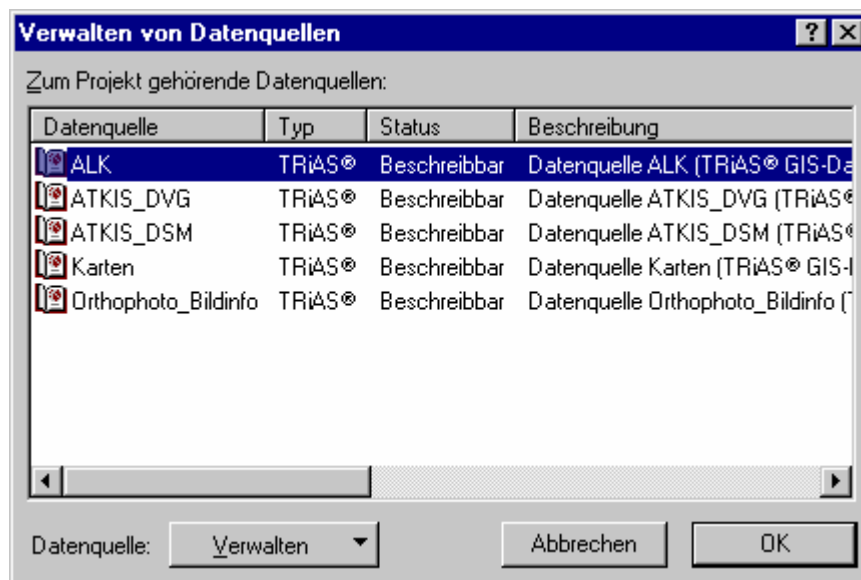 Verwalten von Datenquellen
Zum Projekt gehörende Datenquellen:
Datenquelle Typ Status Beschreibung
ALK TRiAS® Beschreibbar Datenquelle ALK (TRiAS® GIS-Da
ATKIS_DVG TRiAS® Beschreibbar Datenquelle ATKIS_DVG (TRiAS®
ATKIS_DSM TRiAS® Beschreibbar Datenquelle ATKIS_DSM (TRiAS®
Karten TRiAS® Beschreibbar Datenquelle Karten (TRiAS® GIS-
Orthophoto_Bildinfo TRiAS® Beschreibbar Datenquelle Orthophoto_Bildinfo (
Datenquelle: Verwalten Abbrechen OK